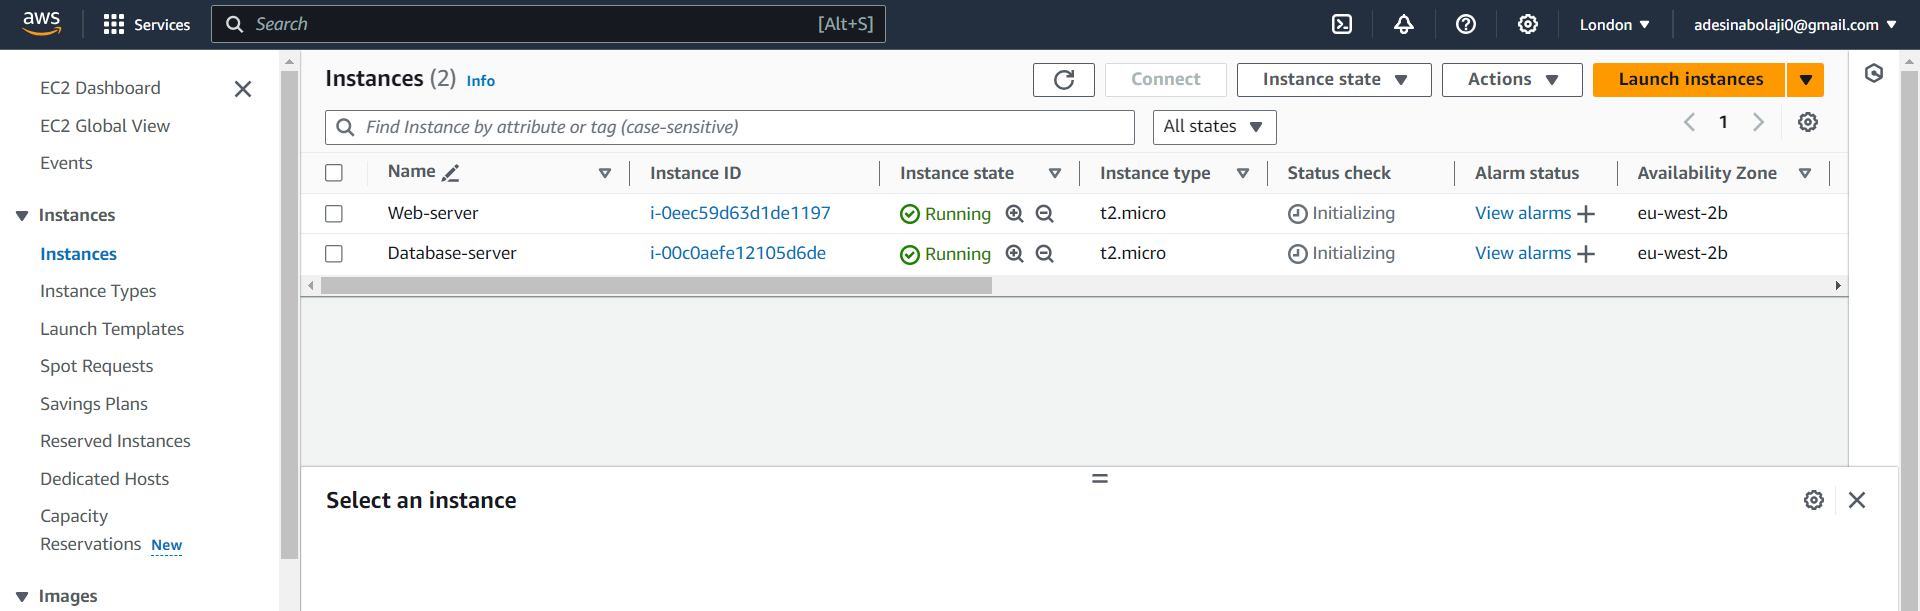 aws
Services
Search [Alt+S]
London
adesinabolaji0@gmail.com
EC2 Dashboard
EC2 Global View
Events
Instances
Instances
Instance Types
Launch Templates
Spot Requests
Savings Plans
Reserved Instances
Dedicated Hosts
Capacity
Reservations New
Images
Instances (2) Info
Connect
Instance state
Actions
Launch instances
Find Instance by attribute or tag (case-sensitive)
All states
1
Name Instance ID Instance state Instance type Status check Alarm status Availability Zone
Web-server i-0eec59d63d1de1197 Running t2.micro Initializing View alarms eu-west-2b
Database-server i-00c0aefe12105d6de Running t2.micro Initializing View alarms eu-west-2b
Select an instance